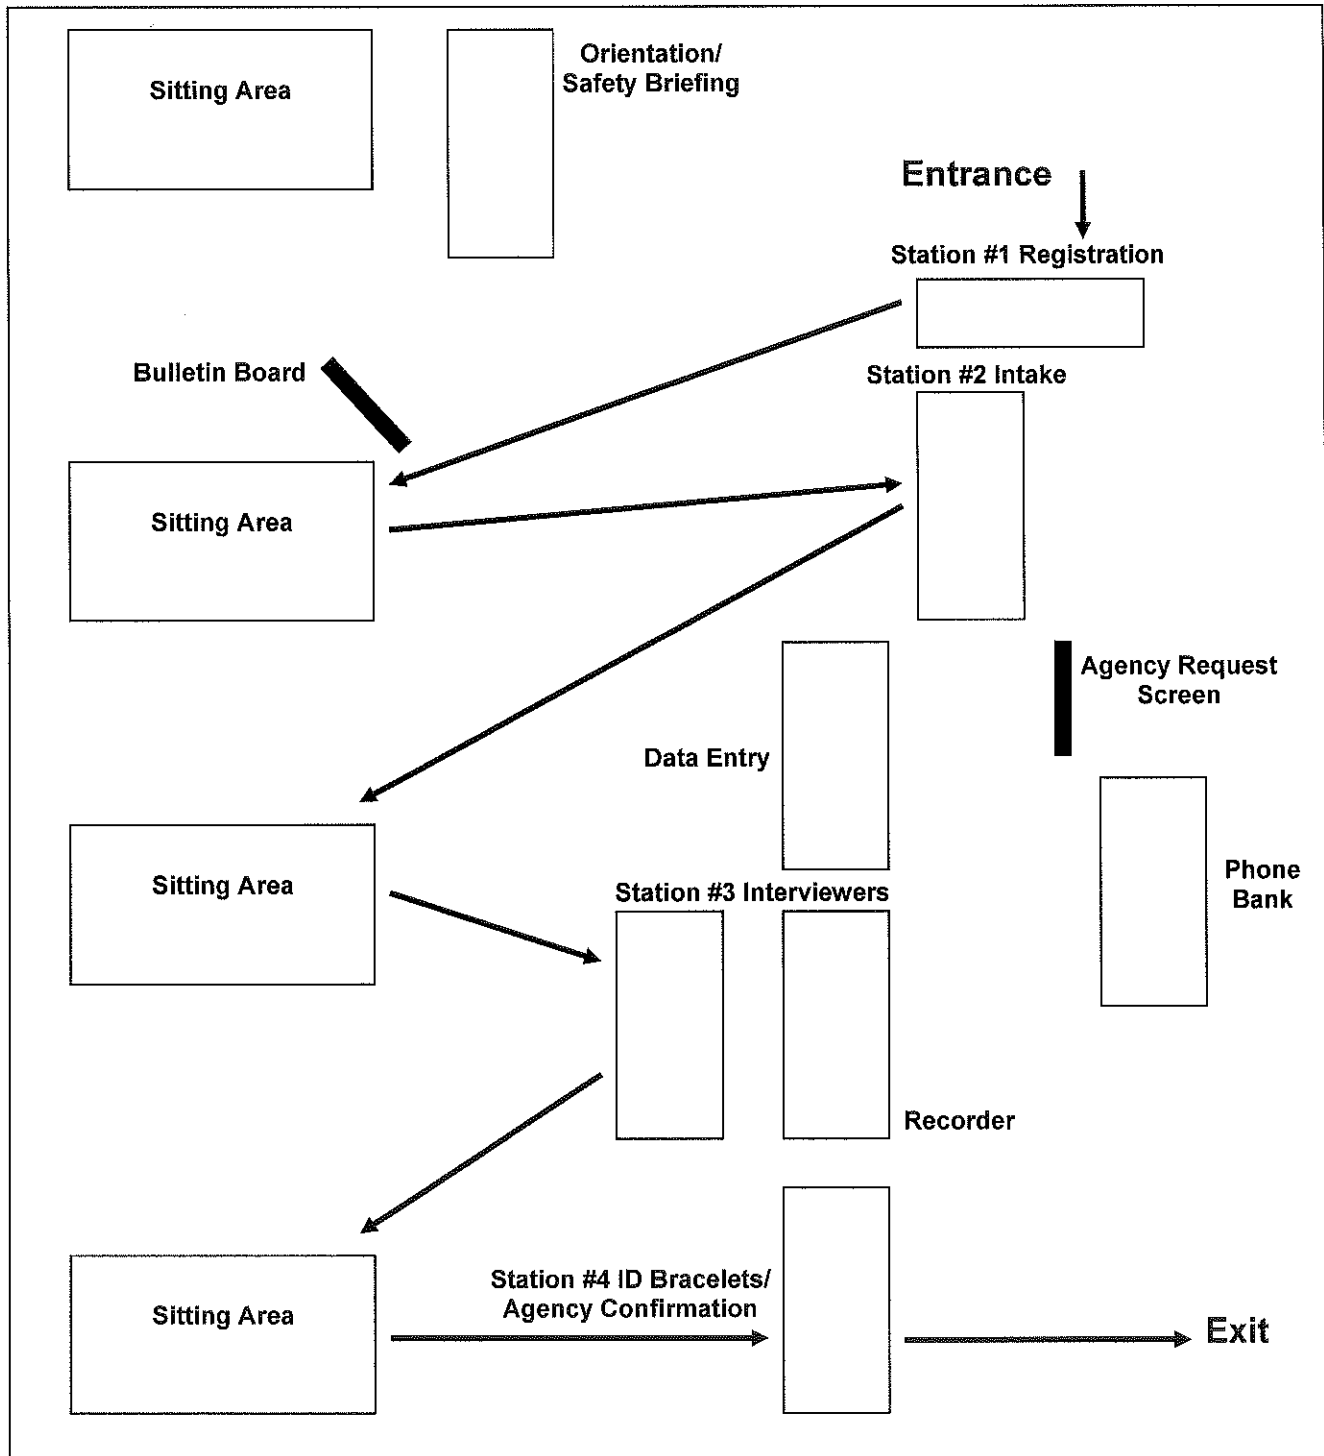 Orientation/
Safety Briefing
Sitting Area
Entrance
Station #1 Registration
Bulletin Board
Station #2 Intake
Sitting Area
Agency Request
Screen
Data Entry
Sitting Area
Station #3 Interviewers
Phone
Bank
Recorder
Station #4 ID Bracelets/
Agency Confirmation
Sitting Area
Exit